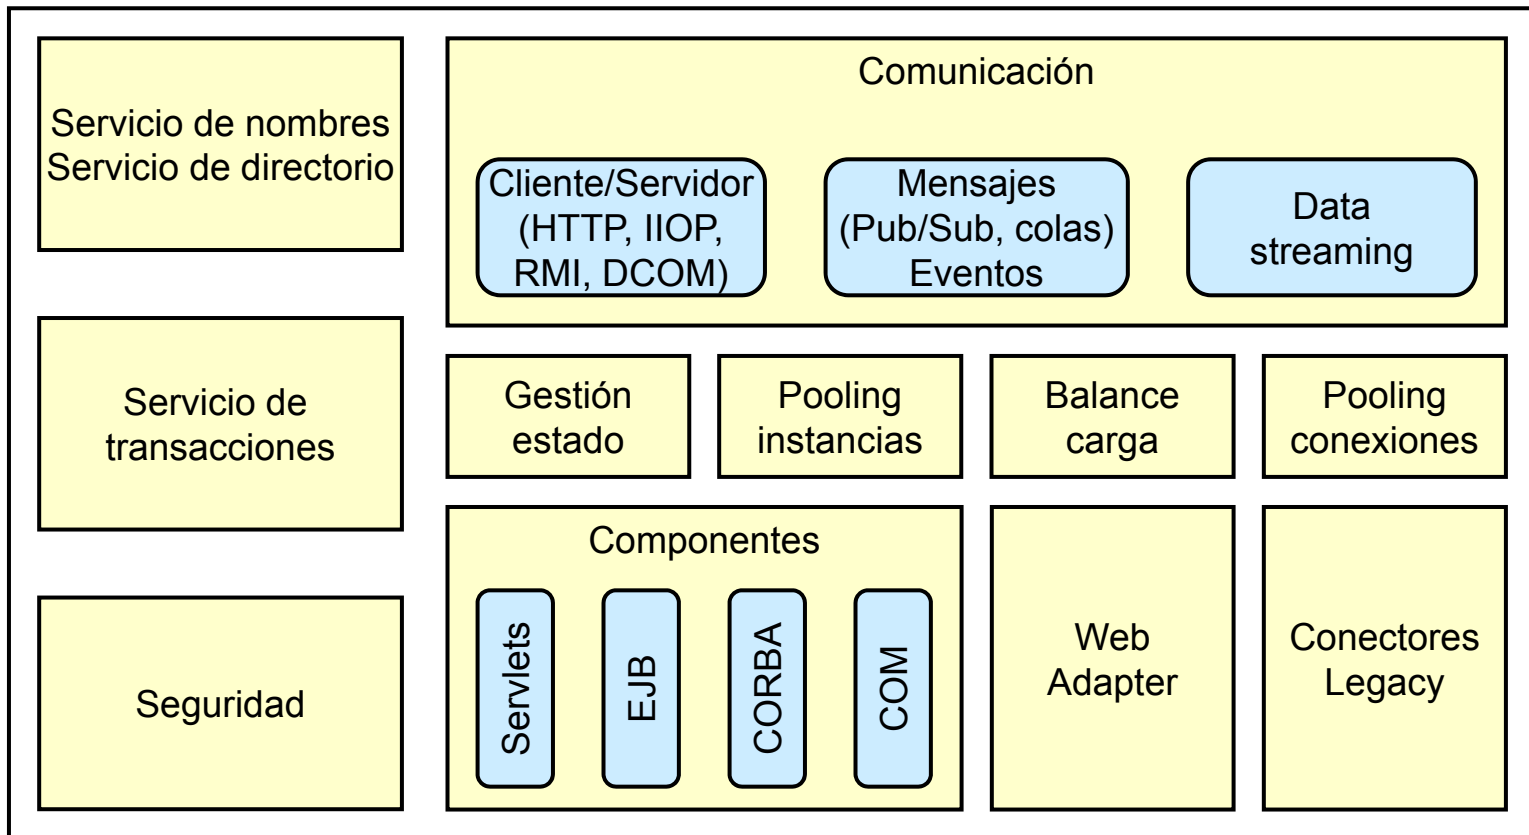 Servicio de nombres
Servicio de directorio
Comunicación
Cliente/Servidor
(HTTP, IIOP,
RMI, DCOM)
Mensajes
(Pub/Sub, colas)
Eventos
Data
streaming
Servicio de
transacciones
Gestión
estado
Pooling
instancias
Balance
carga
Pooling
conexiones
Seguridad
Componentes
Servlets
EJB
CORBA
COM
Web
Adapter
Conectores
Legacy